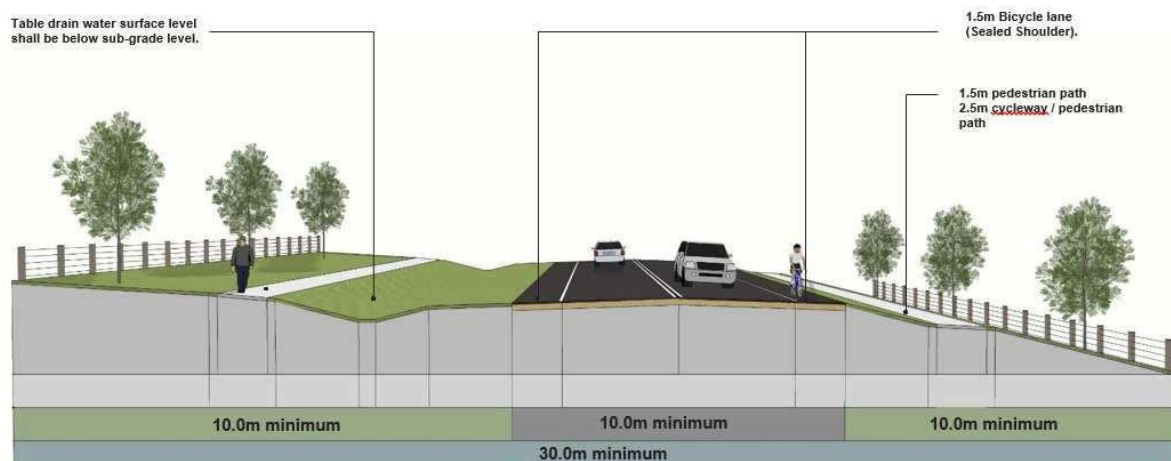 Table drain water surface level
shall be below sub-grade level.
1.5m Bicycle lane
(Sealed Shoulder).
1.5m pedestrian path
2.5m cycleway / pedestrian
path
10.0m minimum
10.0m minimum
10.0m minimum
30.0m minimum